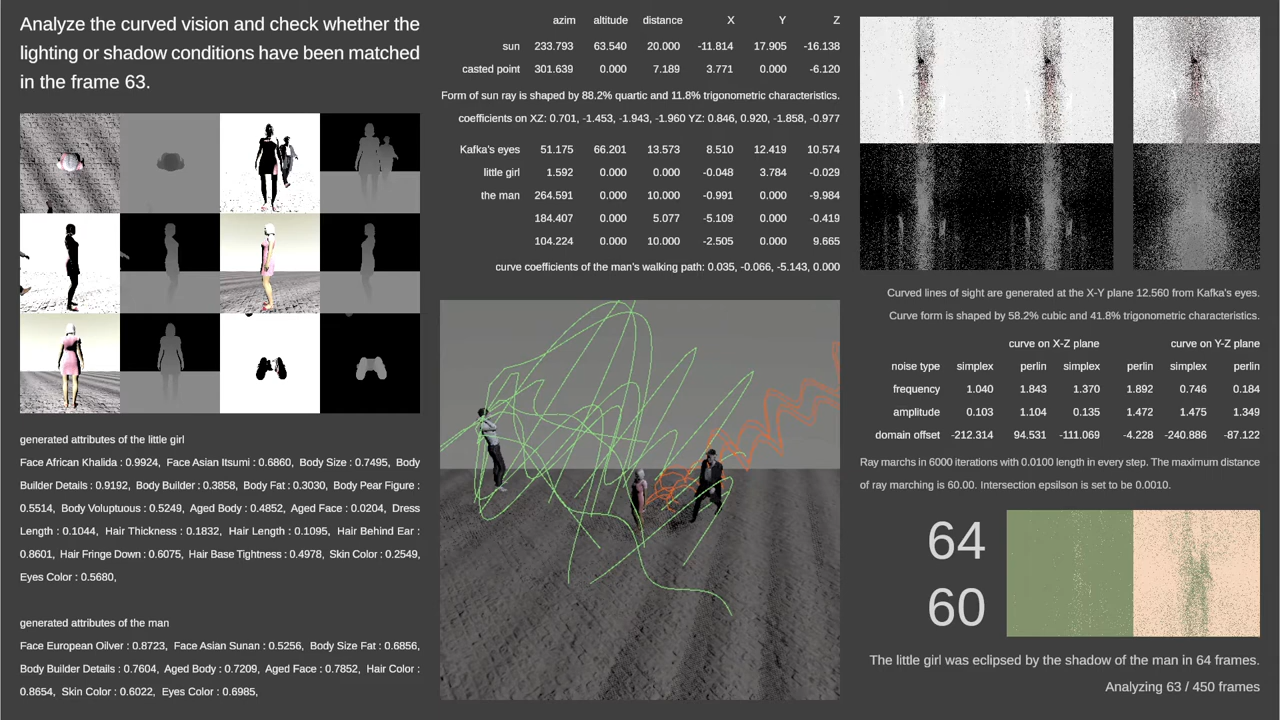 Analyze the curved vision and check whether the
lighting or shadow conditions have been matched
in the frame 63.
generated attributes of the little girl
Face African Khalida : 0.9924, Face Asian Itsumi : 0.6860, Body Size : 0.7495, Body
Builder Details : 0.9192, Body Builder : 0.3858, Body Fat : 0.3030, Body Pear Figure :
0.5514, Body Voluptuous : 0.5249, Aged Body : 0.4852, Aged Face : 0.0204, Dress
Length : 0.1044, Hair Thickness : 0.1832, Hair Length : 0.1095, Hair Behind Ear :
0.8601, Hair Fringe Down : 0.6075, Hair Base Tightness : 0.4978, Skin Color : 0.2549,
Eyes Color : 0.5680,
generated attributes of the man
Face European Oilver : 0.8723, Face Asian Sunan : 0.5256, Body Size Fat : 0.6856,
Body Builder Details : 0.7604, Aged Body : 0.7209, Aged Face : 0.7852, Hair Color :
0.8654, Skin Color : 0.6022, Eyes Color : 0.6985,
azim altitude distance X Y Z
sun 233.793 63.540 20.000 -11.814 17.905 -16.138
casted point 301.639 0.000 7.189 3.771 0.000 -6.120
Form of sun ray is shaped by 88.2% quartic and 11.8% trigonometric characteristics.
coefficients on XZ: 0.701, -1.453, -1.943, -1.960 YZ: 0.846, 0.920, -1.858, -0.977
Kafka's eyes 51.175 66.201 13.573 8.510 12.419 10.574
little girl 1.592 0.000 0.000 -0.048 3.784 -0.029
the man 264.591 0.000 10.000 -0.991 0.000 -9.984
184.407 0.000 5.077 -5.109 0.000 -0.419
104.224 0.000 10.000 -2.505 0.000 9.665
curve coefficients of the man's walking path: 0.035, -0.066, -5.143, 0.000
Curved lines of sight are generated at the X-Y plane 12.560 from Kafka's eyes.
Curve form is shaped by 58.2% cubic and 41.8% trigonometric characteristics.
curve on X-Z plane curve on Y-Z plane
noise type simplex perlin simplex perlin simplex perlin
frequency 1.040 1.843 1.370 1.892 0.746 0.184
amplitude 0.103 1.104 0.135 1.472 1.475 1.349
domain offset -212.314 94.531 -111.069 -4.228 -240.886 -87.122
Ray marchs in 6000 iterations with 0.0100 length in every step. The maximum distance
of ray marching is 60.00. Intersection epsilson is set to be 0.0010.
64
60
The little girl was eclipsed by the shadow of the man in 64 frames.
Analyzing 63 / 450 frames